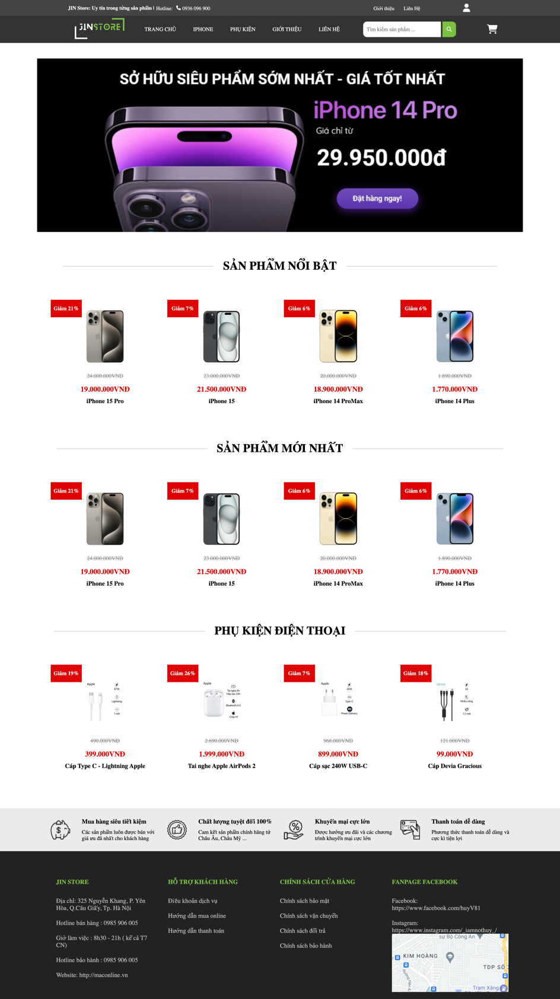 JIN Store: Uy tín trong từng sản phẩm | Hotline: 0936 096 900
Giới thiệu Liên Hệ
JINSTORE
TRANG CHỦ IPHONE PHỤ KIỆN GIỚI THIỆU LIÊN HỆ
Tìm kiếm sản phẩm ...
SỞ HỮU SIÊU PHẨM SỚM NHẤT - GIÁ TỐT NHẤT
iPhone 14 Pro
Giá chỉ từ
29.950.000đ
Đặt hàng ngay!
SẢN PHẨM NỔI BẬT
Giảm 21% Giảm 7% Giảm 6% Giảm 6%
24.000.000VNĐ 23.000.000VNĐ 20.000.000VNĐ 1.890.000VNĐ
19.000.000VNĐ 21.500.000VNĐ 18.900.000VNĐ 1.770.000VNĐ
iPhone 15 Pro iPhone 15 iPhone 14 ProMax iPhone 14 Plus
SẢN PHẨM MỚI NHẤT
Giảm 21% Giảm 7% Giảm 6% Giảm 6%
24.000.000VNĐ 23.000.000VNĐ 20.000.000VNĐ 1.890.000VNĐ
19.000.000VNĐ 21.500.000VNĐ 18.900.000VNĐ 1.770.000VNĐ
iPhone 15 Pro iPhone 15 iPhone 14 ProMax iPhone 14 Plus
PHỤ KIỆN ĐIỆN THOẠI
Giảm 19% Giảm 26% Giảm 7% Giảm 18%
Apple Apple Apple DEVIA
87W Tai nghe 5h 20W 3A
Hộp sạc 24h
Lightning Bluetooth 5.0 Type-C Nhiều cổng
1 mét Chip H1 Power Delivery 1.2 mét
490.000VNĐ 2.690.000VNĐ 968.000VNĐ 121.000VNĐ
399.000VNĐ 1.999.000VNĐ 899.000VNĐ 99.000VNĐ
Cáp Type C - Lightning Apple Tai nghe Apple AirPods 2 Cáp sạc 240W USB-C Cáp Devia Gracious
Mua hàng siêu tiết kiệm
Các sản phẩm luôn được bán với
giá ưu đã nhất cho khách hàng
Chất lượng tuyệt đối 100%
Cam kết sản phẩm chính hãng từ
Châu Âu, Châu Mỹ ...
Khuyến mại cực lớn
Được hưởng ưu đãi và các chương
trình khuyến mại cực lớn
Thanh toán dễ dàng
Phương thức thanh toán dễ dàng và
cực kì tiện lợi
JIN STORE
Địa chỉ: 325 Nguyễn Khang, P. Yên
Hòa, Q.Cầu Giấy, Tp. Hà Nội
Hotline bán hàng : 0985 906 005
Giờ làm việc : 8h30 - 21h ( kể cả T7
CN)
Hotline bảo hành : 0985 906 005
Website: http://maconline.vn
HỖ TRỢ KHÁCH HÀNG
Điều khoản dịch vụ
Hướng dẫn mua online
Hướng dẫn thanh toán
CHÍNH SÁCH CỬA HÀNG
Chính sách bảo mật
Chính sách vận chuyển
Chính sách đổi trả
Chính sách bảo hành
FANPAGE FACEBOOK
Facebook:
https://www.facebook.com/huyV81
Instagram:
https://www.instagram.com/_iamnothuy_/
sự Bộ Công An
KIM HOÀNG
TDP SỐ
Trạm Xăng